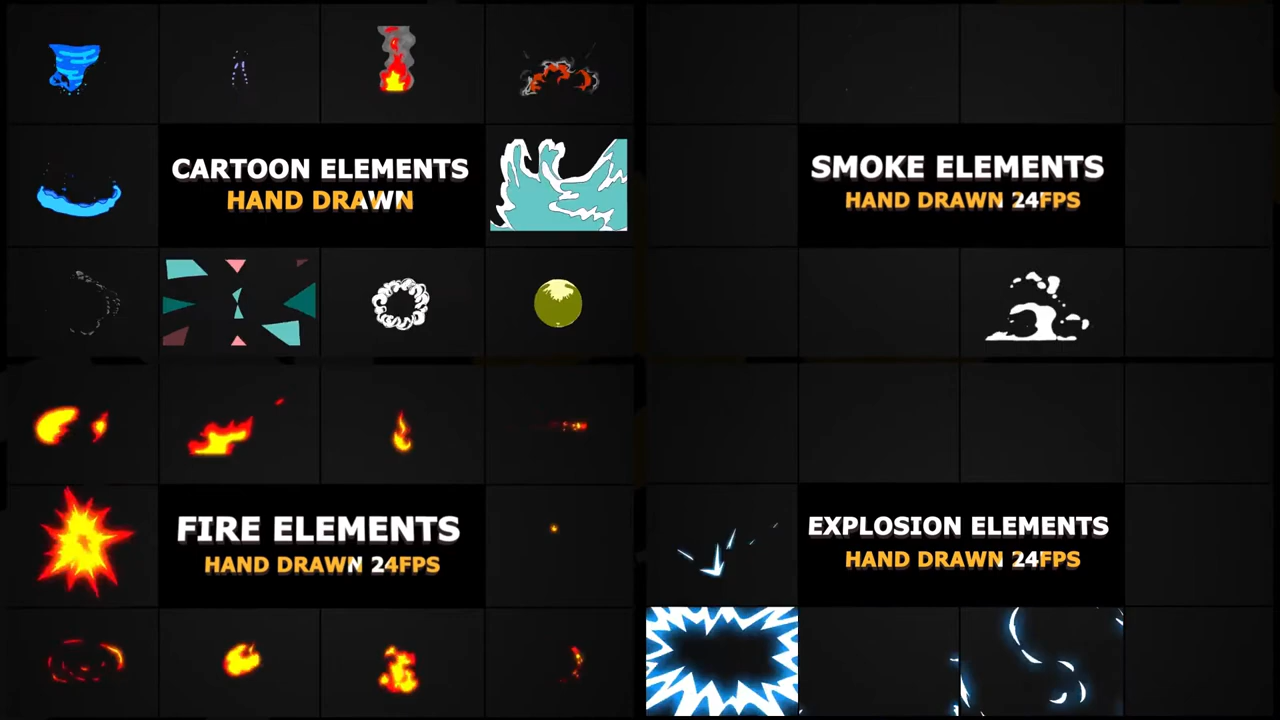 CARTOON ELEMENTS
HAND DRAWN
SMOKE ELEMENTS
HAND DRAWN 24FPS
FIRE ELEMENTS
HAND DRAWN 24FPS
EXPLOSION ELEMENTS
HAND DRAWN 24FPS